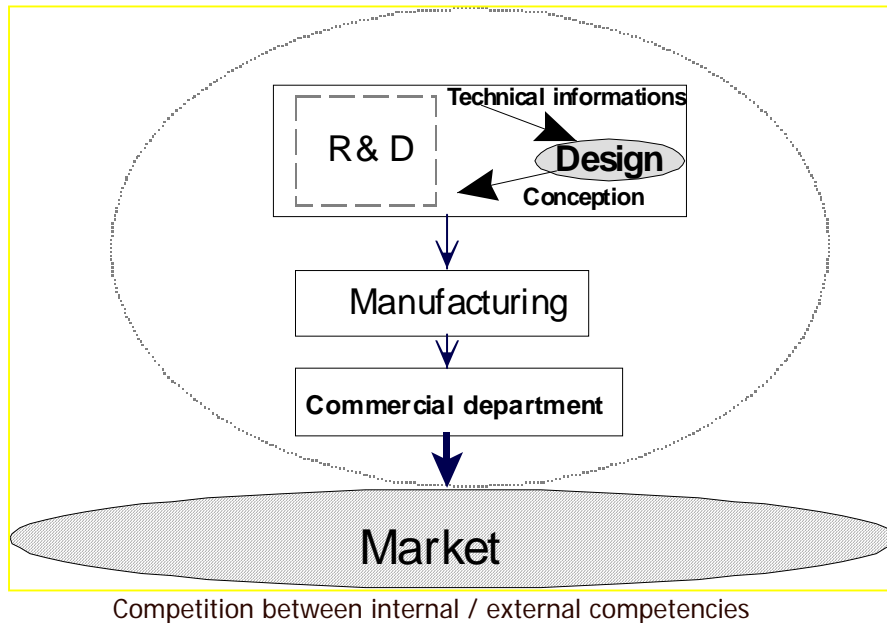 Technical informations
R & D
Design
Conception
Manufacturing
Commercial department
Market
Competition between internal / external competencies